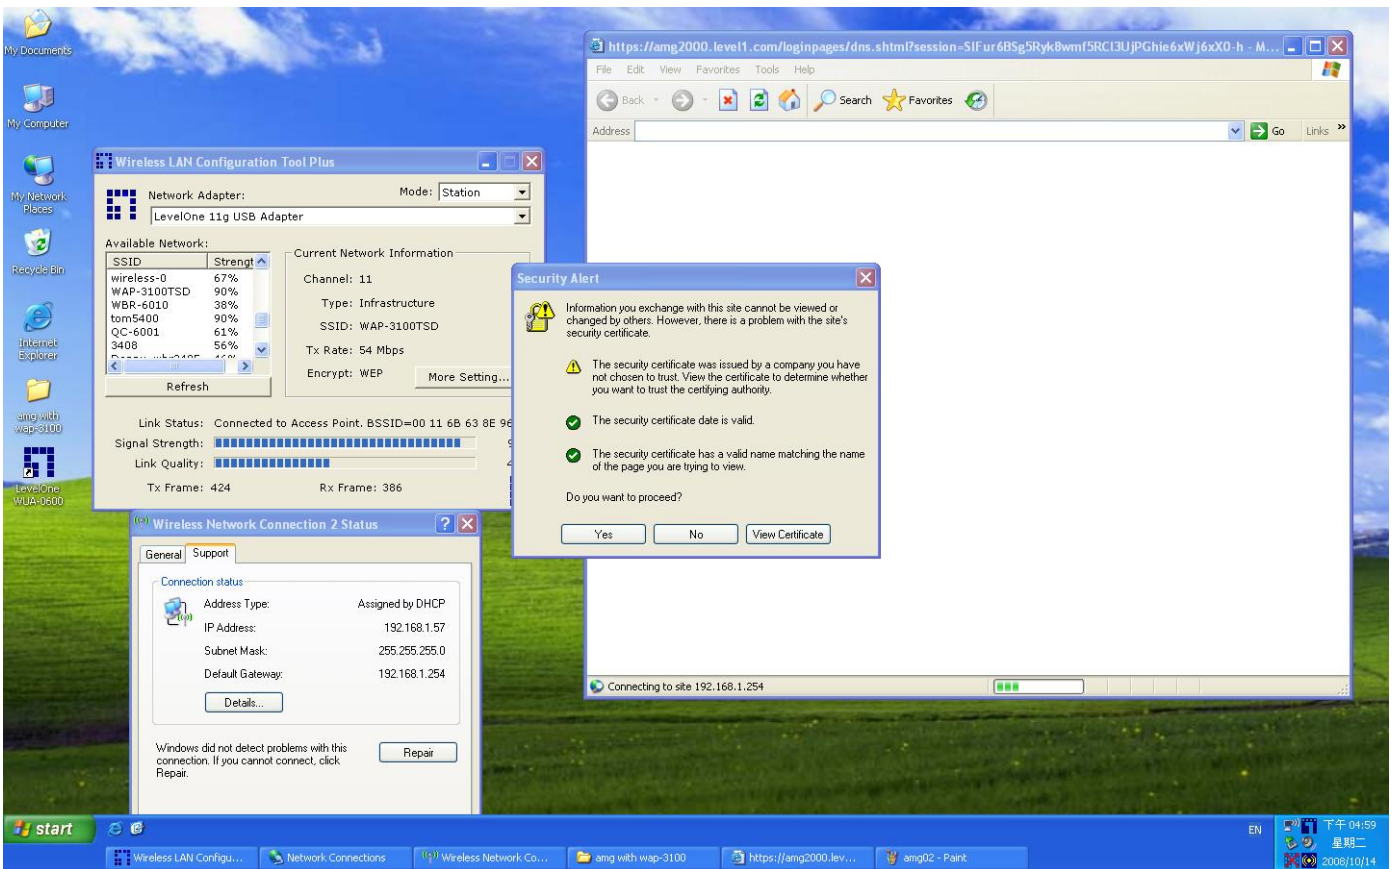 My Documents
My Computer
My Network
Places
Recycle Bin
Internet
Explorer
amg with
wap-3100
LevelOne
WUA-0600
Wireless LAN Configuration Tool Plus
Network Adapter:
Mode: Station
LevelOne 11g USB Adapter
Available Network:
SSID Strengt
wireless-0 67%
WAP-3100TSD 90%
WBR-6010 38%
tom5400 90%
QC-6001 61%
3408 56%
Refresh
Current Network Information
Channel: 11
Type: Infrastructure
SSID: WAP-3100TSD
Tx Rate: 54 Mbps
Encrypt: WEP
More Setting...
Link Status: Connected to Access Point. BSSID=00 11 6B 63 8E 96
Signal Strength:
Link Quality:
Tx Frame: 424 Rx Frame: 386
Wireless Network Connection 2 Status
General Support
Connection status
Address Type: Assigned by DHCP
IP Address: 192.168.1.57
Subnet Mask: 255.255.255.0
Default Gateway: 192.168.1.254
Details...
Windows did not detect problems with this
connection. If you cannot connect, click
Repair.
Repair
https://amg2000.level1.com/loginpages/dns.shtml?session=SIFur6BSg5Ryk8wmf5RCI3UjPGhie6xWj6xX0-h - M...
File Edit View Favorites Tools Help
Back Search Favorites
Address Go Links »
Connecting to site 192.168.1.254
Security Alert
Information you exchange with this site cannot be viewed or
changed by others. However, there is a problem with the site's
security certificate.
The security certificate was issued by a company you have
not chosen to trust. View the certificate to determine whether
you want to trust the certifying authority.
The security certificate date is valid.
The security certificate has a valid name matching the name
of the page you are trying to view.
Do you want to proceed?
Yes No View Certificate
start
EN
下午 04:59
星期二
2008/10/14
Wireless LAN Configu... Network Connections Wireless Network Co... amg with wap-3100 https://amg2000.lev... amg02 - Paint